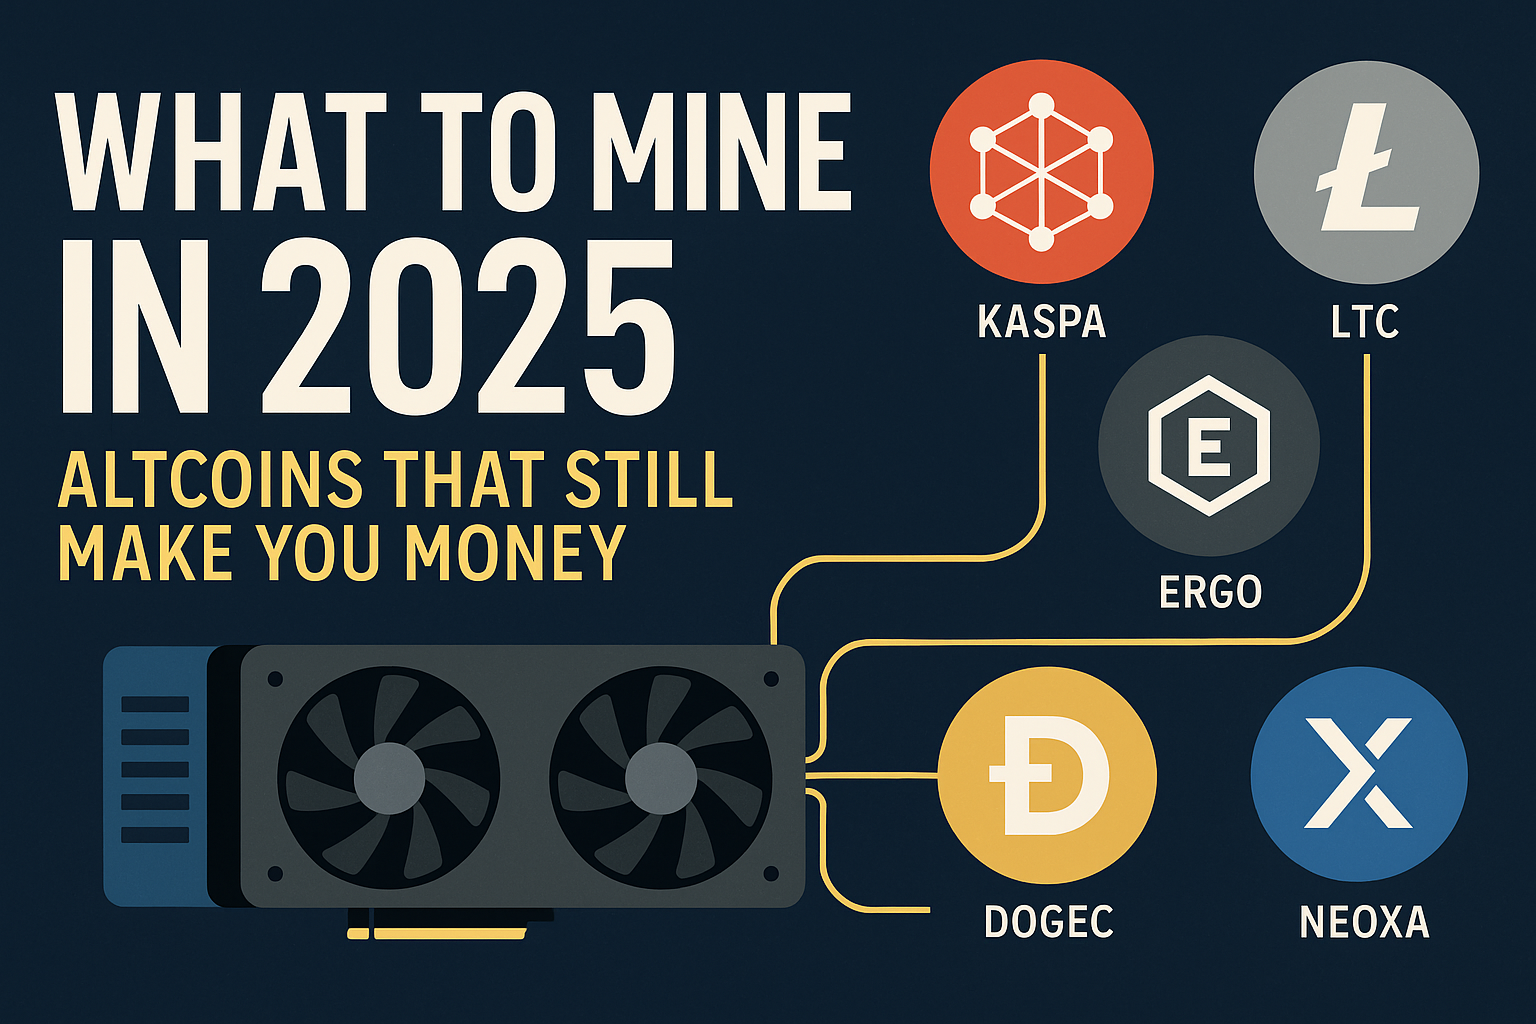 WHAT TO MINE
IN 2025
ALTCOINS THAT STILL
MAKE YOU MONEY
KASPA
LTC
E
ERGO
DOGEC
NEOXA